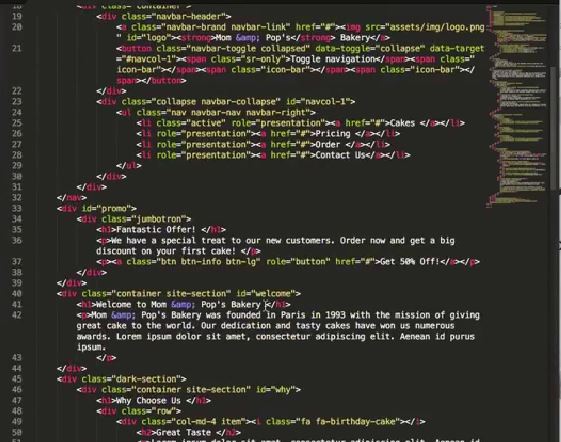 18 <div class="container">
19 <div class="navbar-header">
20 <a class="navbar-brand navbar-link" href="#"><img src="assets/img/logo.png
" id="logo"><strong>Mom &amp; Pop's</strong> Bakery</a>
21 <button class="navbar-toggle collapsed" data-toggle="collapse" data-target
="#navcol-1"><span class="sr-only">Toggle navigation</span><span class="
icon-bar"></span><span class="icon-bar"></span><span class="icon-bar"></
span></button>
22 </div>
23 <div class="collapse navbar-collapse" id="navcol-1">
24 <ul class="nav navbar-nav navbar-right">
25 <li class="active" role="presentation"><a href="#">Cakes </a></li>
26 <li role="presentation"><a href="#">Pricing </a></li>
27 <li role="presentation"><a href="#">Order </a></li>
28 <li role="presentation"><a href="#">Contact Us</a></li>
29 </ul>
30 </div>
31 </div>
32 </nav>
33 <div id="promo">
34 <div class="jumbotron">
35 <h1>Fantastic Offer! </h1>
36 <p>We have a special treat to our new customers. Order now and get a big
discount on your first cake! </p>
37 <p><a class="btn btn-info btn-lg" role="button" href="#">Get 50% Off!</a></p>
38 </div>
39 </div>
40 <div class="container site-section" id="welcome">
41 <h1>Welcome to Mom &amp; Pop's Bakery </h1>
42 <p>Mom &amp; Pop's Bakery was founded in Paris in 1993 with the mission of giving
great cake to the world. Our dedication and tasty cakes have won us numerous
awards. Lorem ipsum dolor sit amet, consectetur adipiscing elit. Aenean id purus
ipsum.
43 </p>
44 </div>
45 <div class="dark-section">
46 <div class="container site-section" id="why">
47 <h1>Why Choose Us </h1>
48 <div class="row">
49 <div class="col-md-4 item"><i class="fa fa-birthday-cake"></i>
50 <h2>Great Taste </h2>